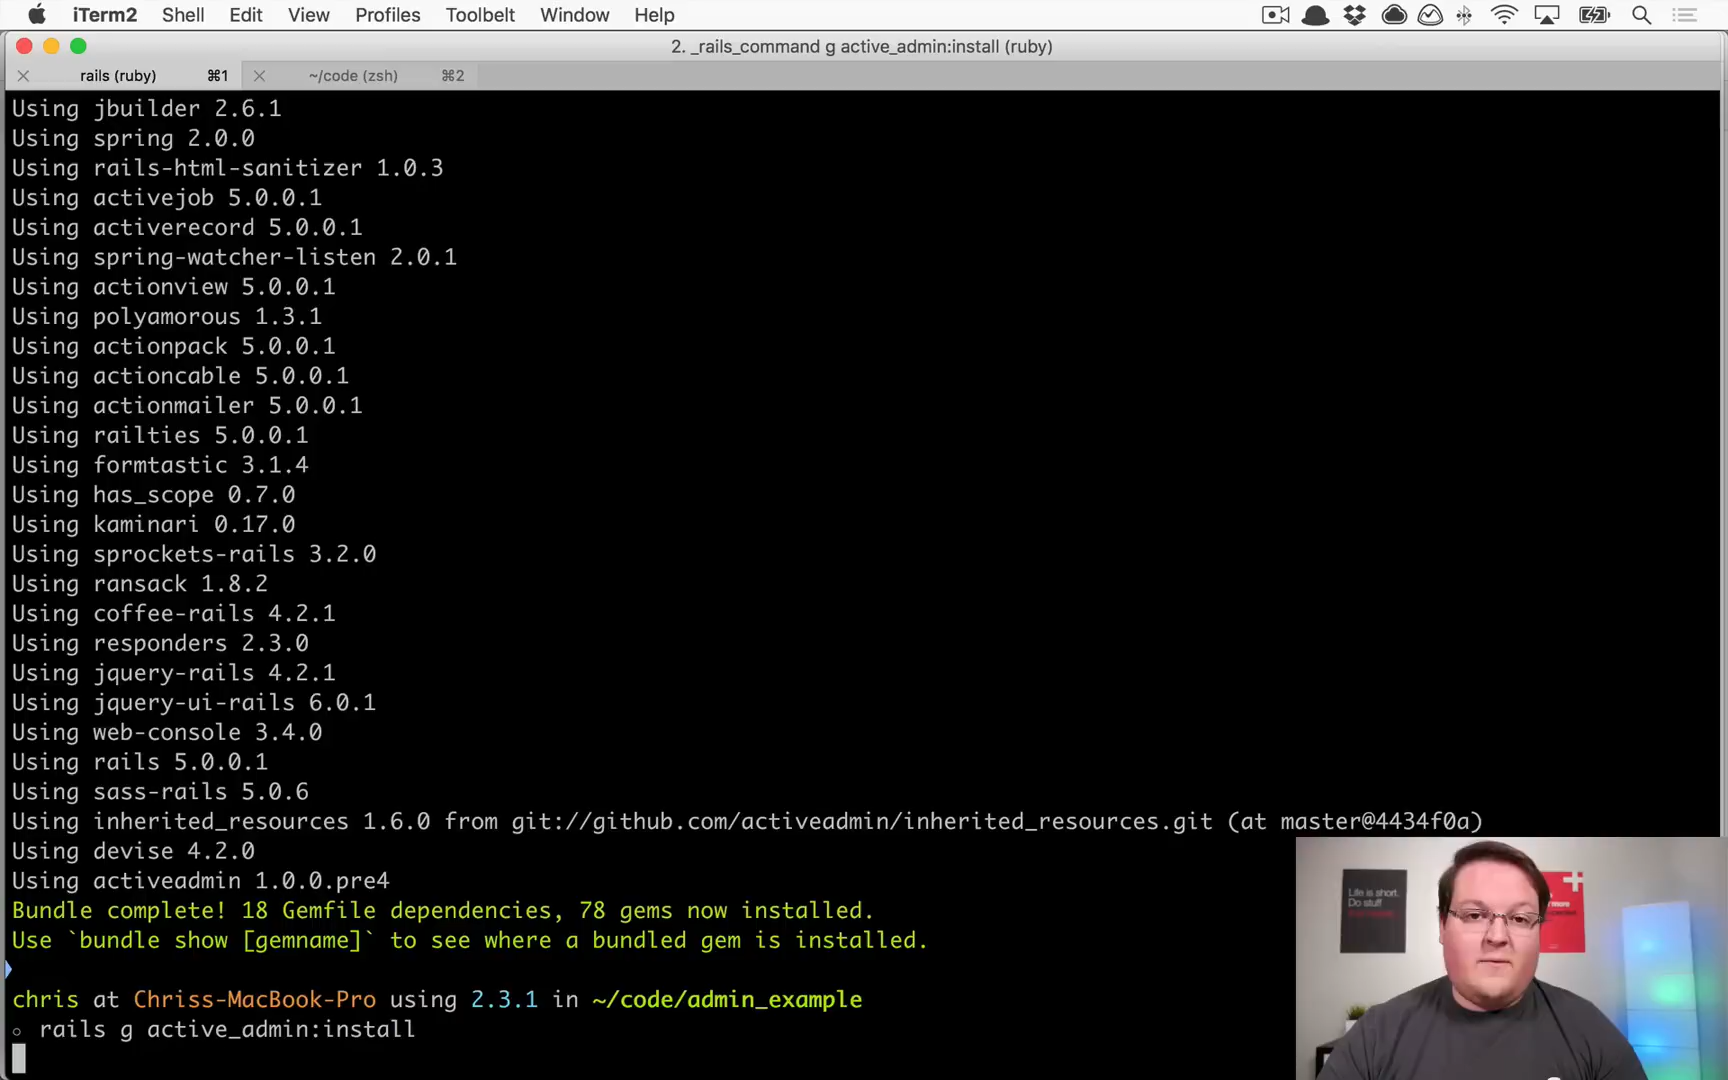 iTerm2 Shell Edit View Profiles Toolbelt Window Help
2. _rails_command g active_admin:install (ruby)
rails (ruby) ⌘1 ~/code (zsh) ⌘2
Using jbuilder 2.6.1
Using spring 2.0.0
Using rails-html-sanitizer 1.0.3
Using activejob 5.0.0.1
Using activerecord 5.0.0.1
Using spring-watcher-listen 2.0.1
Using actionview 5.0.0.1
Using polyamorous 1.3.1
Using actionpack 5.0.0.1
Using actioncable 5.0.0.1
Using actionmailer 5.0.0.1
Using railties 5.0.0.1
Using formtastic 3.1.4
Using has_scope 0.7.0
Using kaminari 0.17.0
Using sprockets-rails 3.2.0
Using ransack 1.8.2
Using coffee-rails 4.2.1
Using responders 2.3.0
Using jquery-rails 4.2.1
Using jquery-ui-rails 6.0.1
Using web-console 3.4.0
Using rails 5.0.0.1
Using sass-rails 5.0.6
Using inherited_resources 1.6.0 from git://github.com/activeadmin/inherited_resources.git (at master@4434f0a)
Using devise 4.2.0
Using activeadmin 1.0.0.pre4
Bundle complete! 18 Gemfile dependencies, 78 gems now installed.
Use `bundle show [gemname]` to see where a bundled gem is installed.
chris at Chriss-MacBook-Pro using 2.3.1 in ~/code/admin_example
rails g active_admin:install
Life is short.
Do stuff